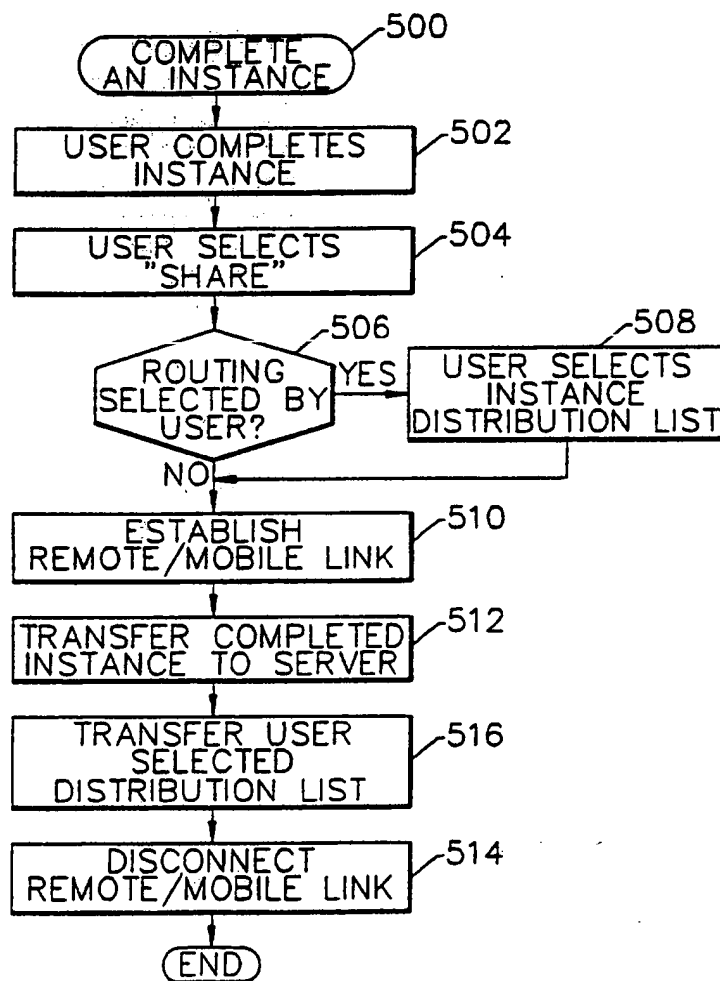 COMPLETE
AN INSTANCE
500
USER COMPLETES
INSTANCE
502
USER SELECTS
"SHARE"
504
506
ROUTING
SELECTED BY
USER?
YES
508
USER SELECTS
INSTANCE
DISTRIBUTION LIST
NO
ESTABLISH
REMOTE/MOBILE LINK
510
TRANSFER COMPLETED
INSTANCE TO SERVER
512
TRANSFER USER
SELECTED
DISTRIBUTION LIST
516
DISCONNECT
REMOTE/MOBILE LINK
514
END